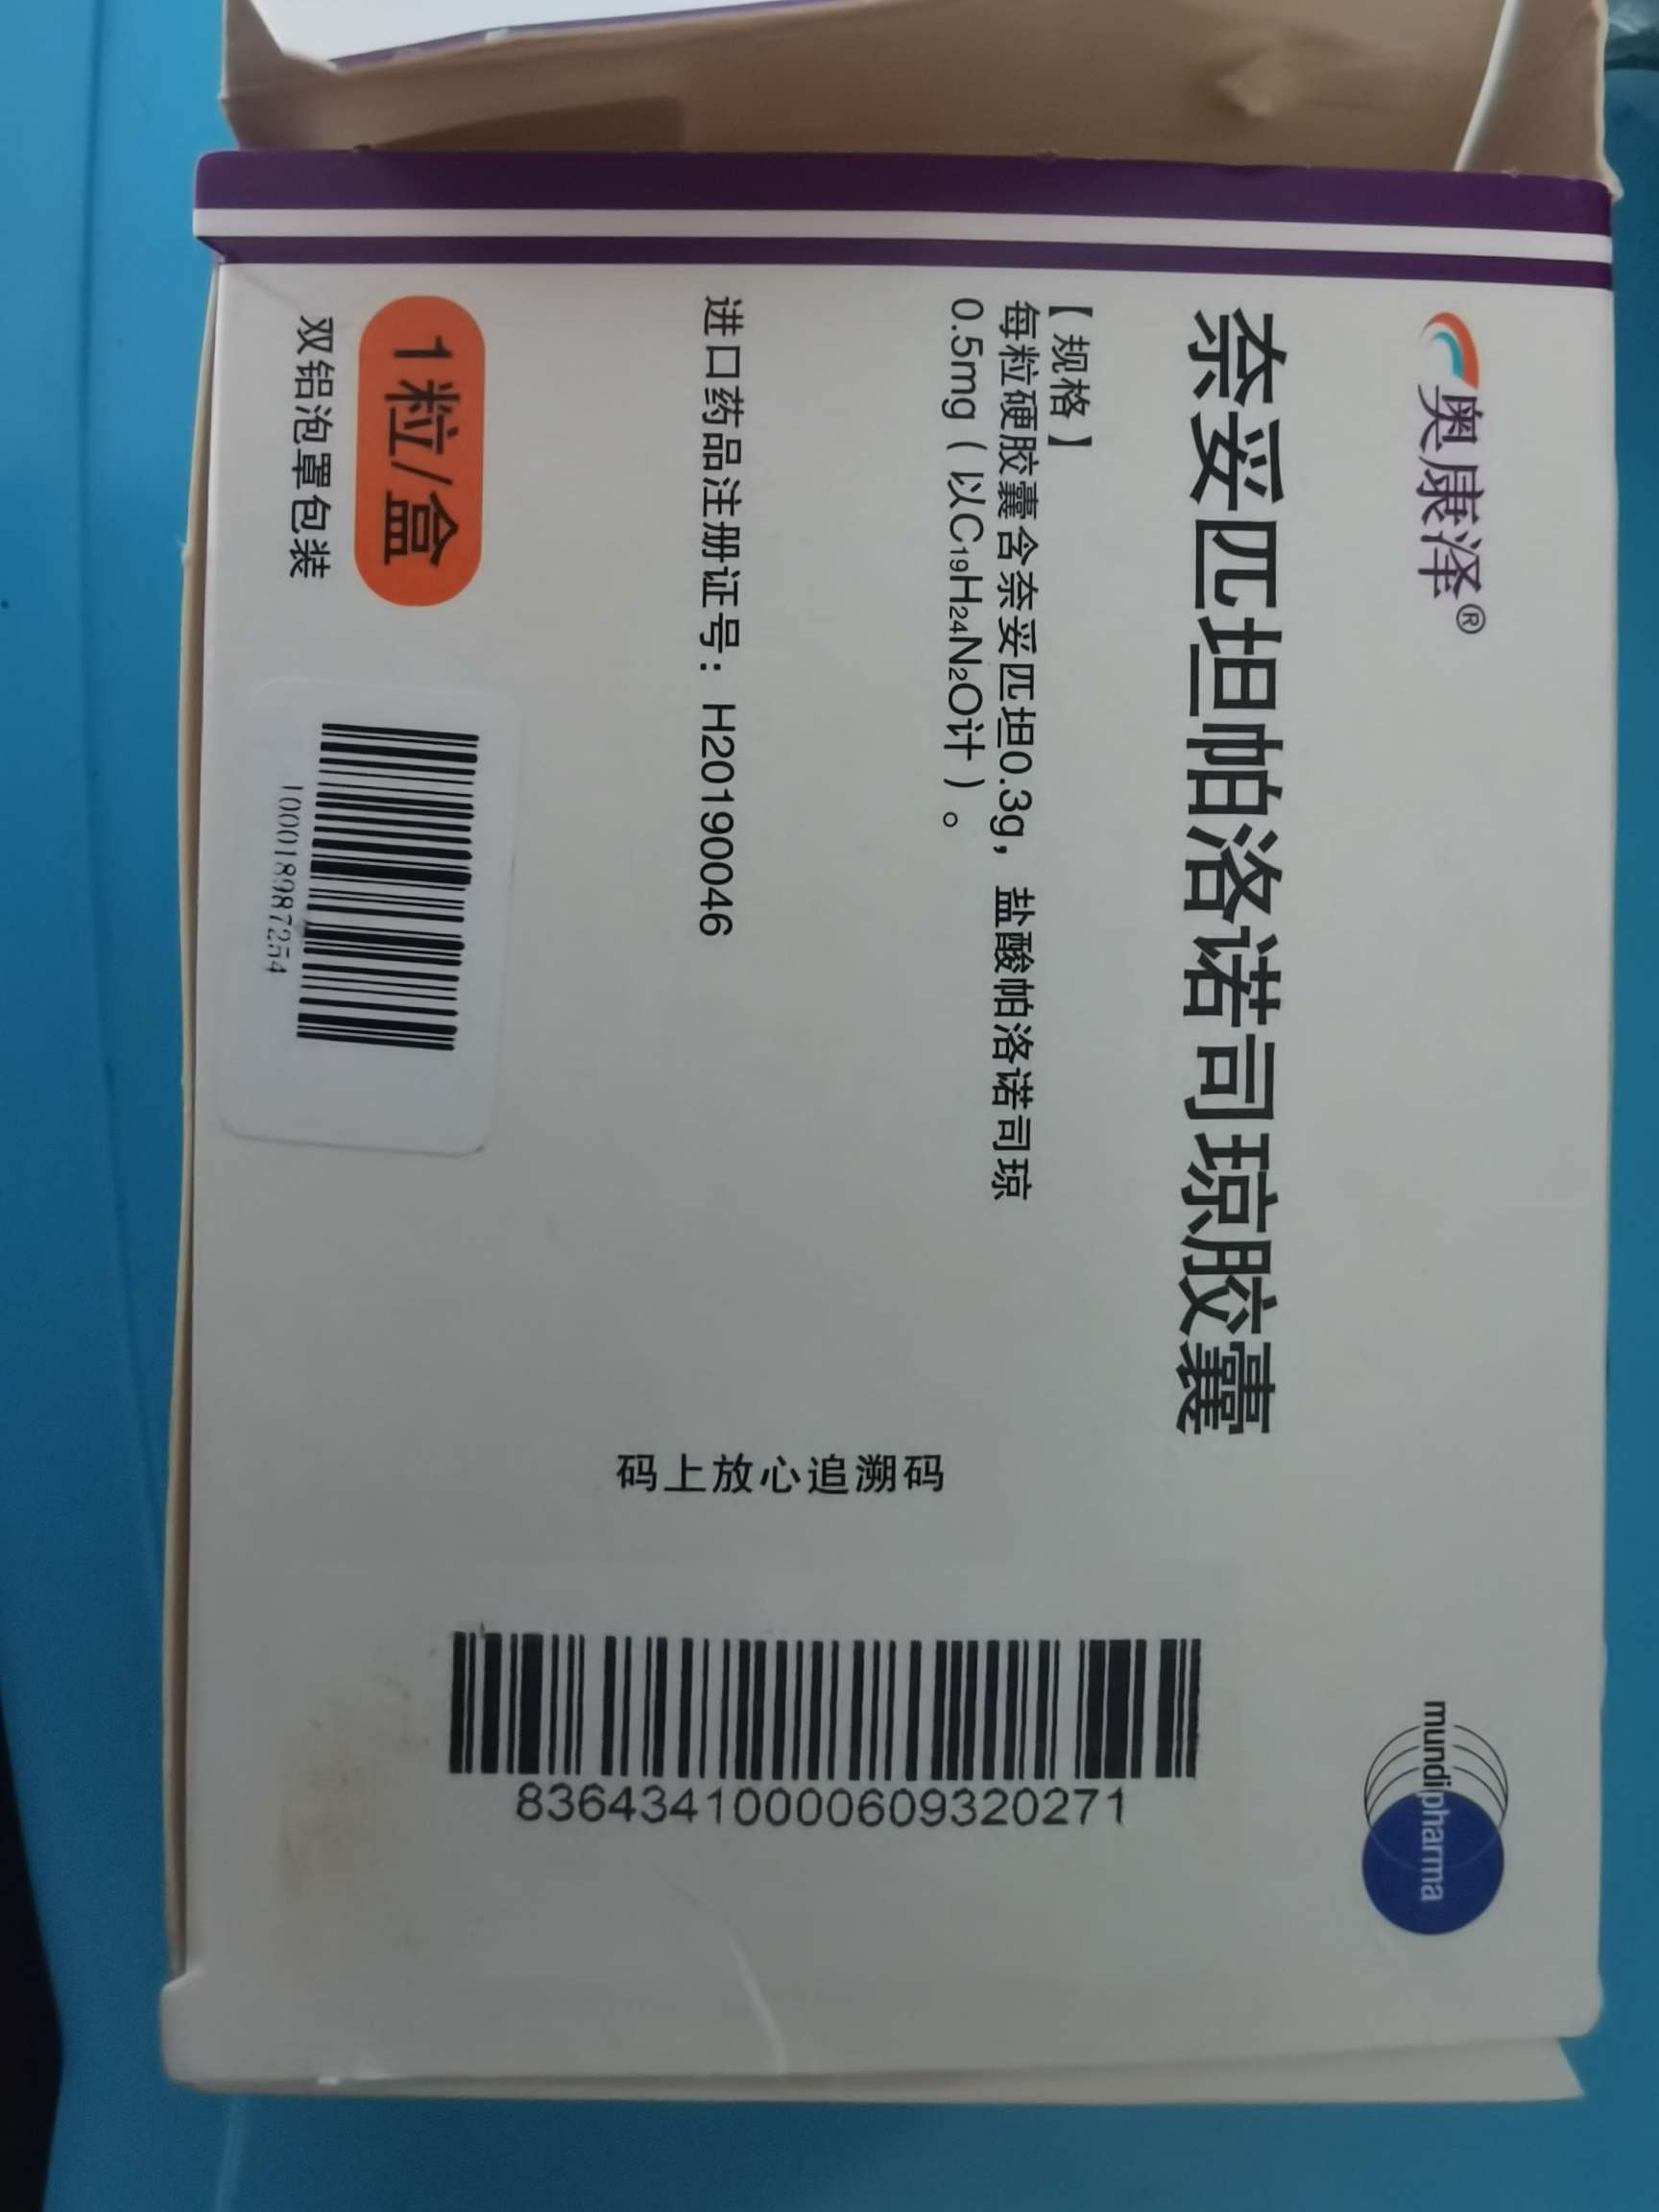 奥康泽®
mundipharma
奈妥匹坦帕洛诺司琼胶囊
【规格】
每粒硬胶囊含奈妥匹坦0.3g，盐酸帕洛诺司琼
0.5mg（以C₁₉H₂₄N₂O计）。
进口药品注册证号：H20190046
码上放心追溯码
83643410000609320271
1粒/盒
双铝泡罩包装
100018987254